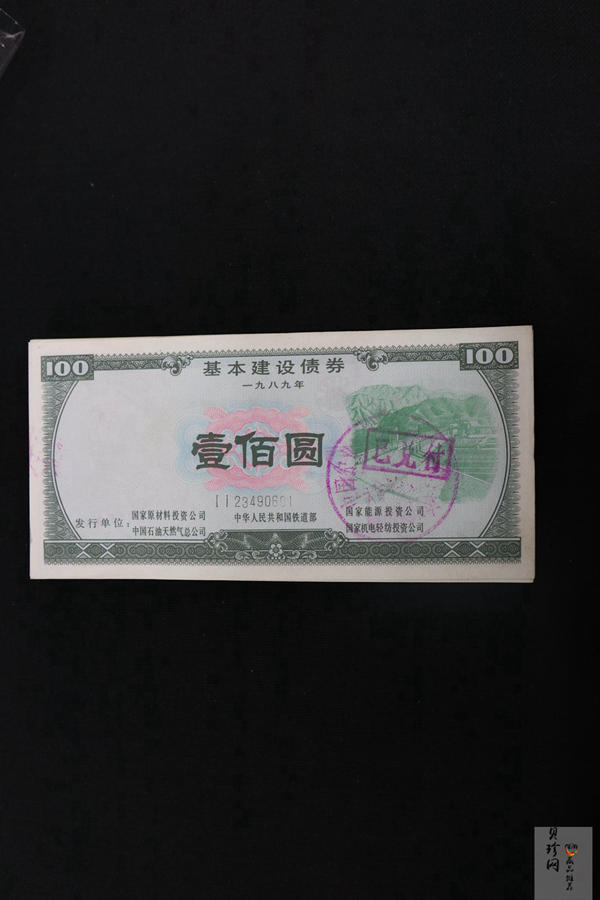 100
100
基本建设债券
一九八九年
壹佰圆
已兑付
II 23490601
发行单位:
国家原材料投资公司
中国石油天然气总公司
中华人民共和国铁道部
国家能源投资公司
国家机电轻纺投资公司
贝珍网